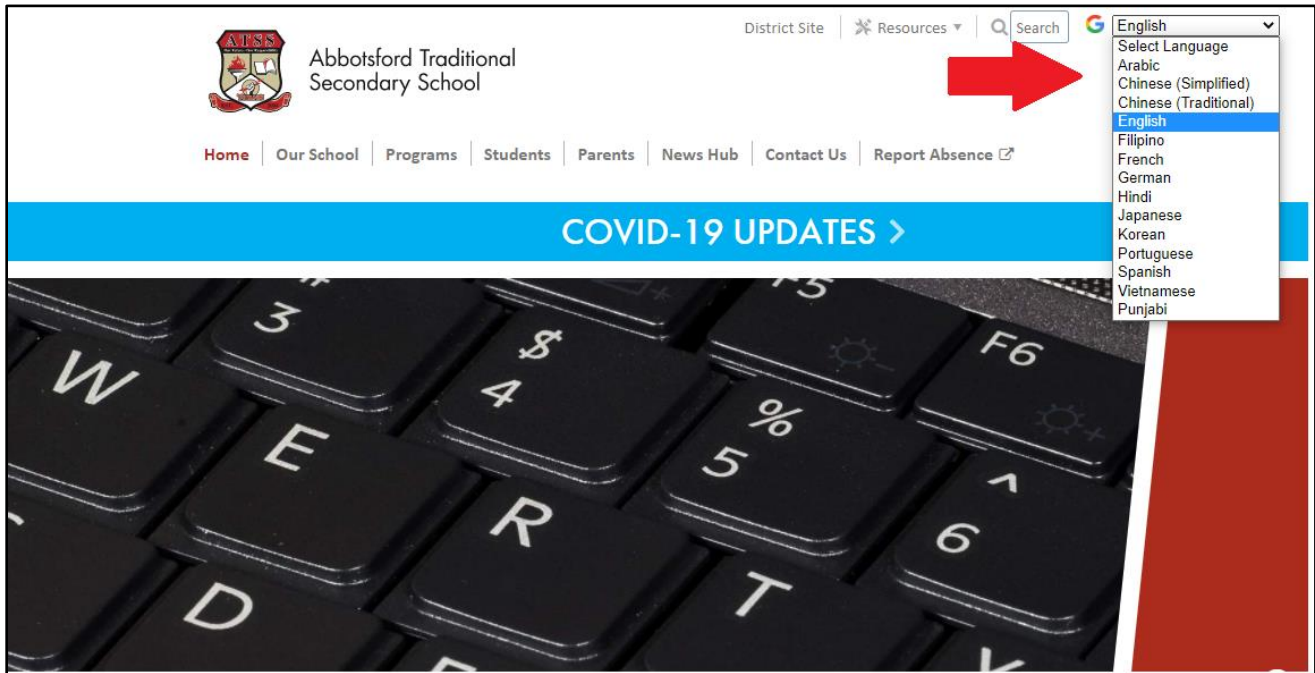 District Site
Resources
Search
English
ATSS
Abbotsford Traditional
Secondary School
Select Language
Arabic
Chinese (Simplified)
Chinese (Traditional)
English
Filipino
French
German
Hindi
Japanese
Korean
Portuguese
Spanish
Vietnamese
Punjabi
Home
Our School
Programs
Students
Parents
News Hub
Contact Us
Report Absence
COVID-19 UPDATES >
#
3
$
4
F5
F6
%
5
^
6
W
E
R
T
D